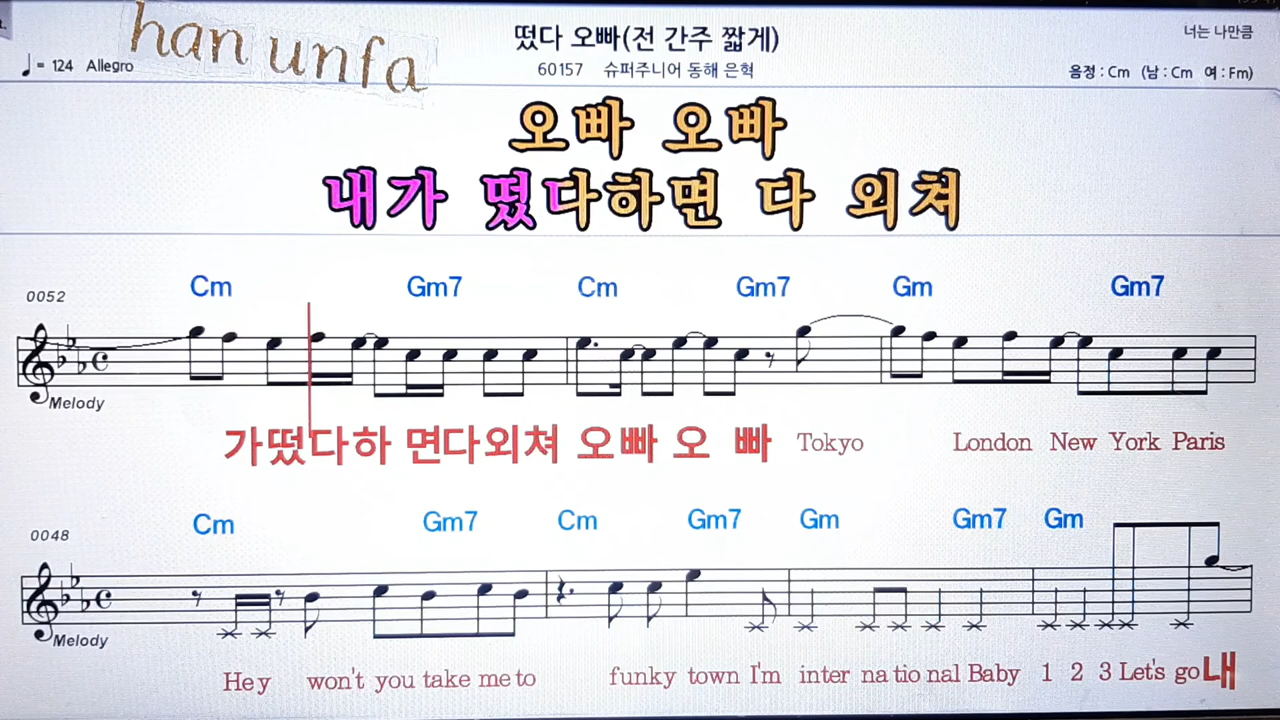 han unfa
떴다 오빠(전 간주 짧게)
너는 나만큼
♩= 124 Allegro
60157 슈퍼주니어 동해 은혁
음정 : Cm (남 : Cm 여 : Fm)
오빠 오빠
내가 떴다하면 다 외쳐
0052
Cm Gm7 Cm Gm7 Gm Gm7
Melody
가떴다하 면다외쳐 오빠 오 빠 Tokyo London New York Paris
0048
Cm Gm7 Cm Gm7 Gm Gm7 Gm
Melody
Hey won't you take me to funky town I'm inter na tio nal Baby 1 2 3 Let's go 내